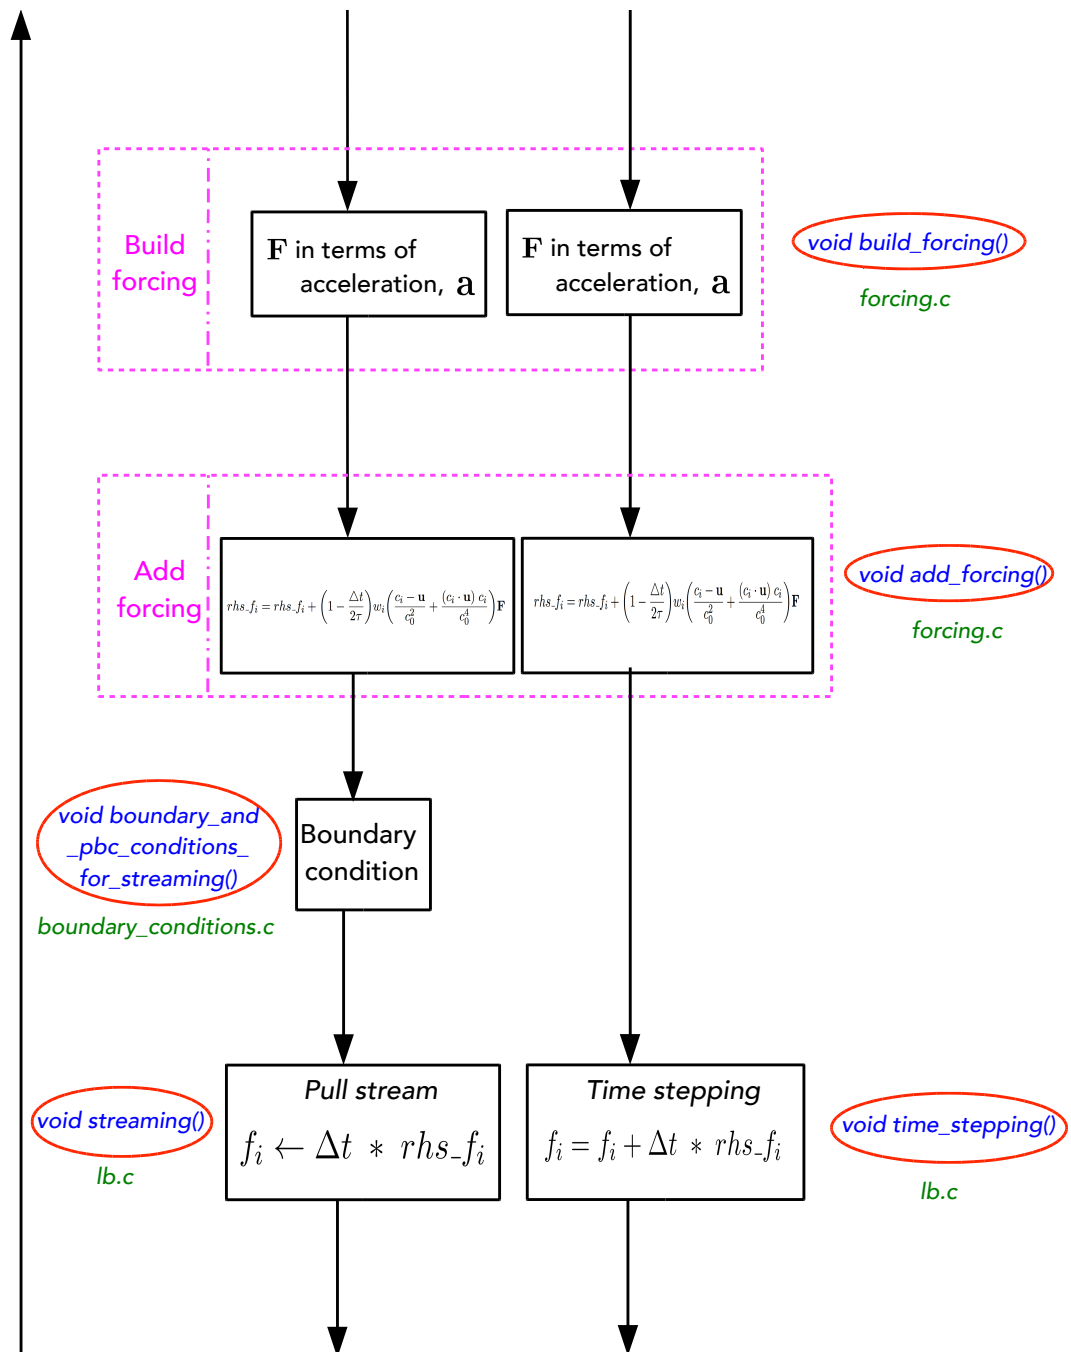 Build
forcing
F in terms of
acceleration, a
F in terms of
acceleration, a
void build_forcing()
forcing.c
Add
forcing
rhs_f_i = rhs_f_i + (1 − △t/2τ) w_i ((c_i − u)/c_0^2 + ((c_i · u) c_i)/c_0^4) F
rhs_f_i = rhs_f_i + (1 − △t/2τ) w_i ((c_i − u)/c_0^2 + ((c_i · u) c_i)/c_0^4) F
void add_forcing()
forcing.c
void boundary_and
_pbc_conditions_
for_streaming()
boundary_conditions.c
Boundary
condition
void streaming()
lb.c
Pull stream
f_i ← Δt * rhs_f_i
Time stepping
f_i = f_i + Δt * rhs_f_i
void time_stepping()
lb.c